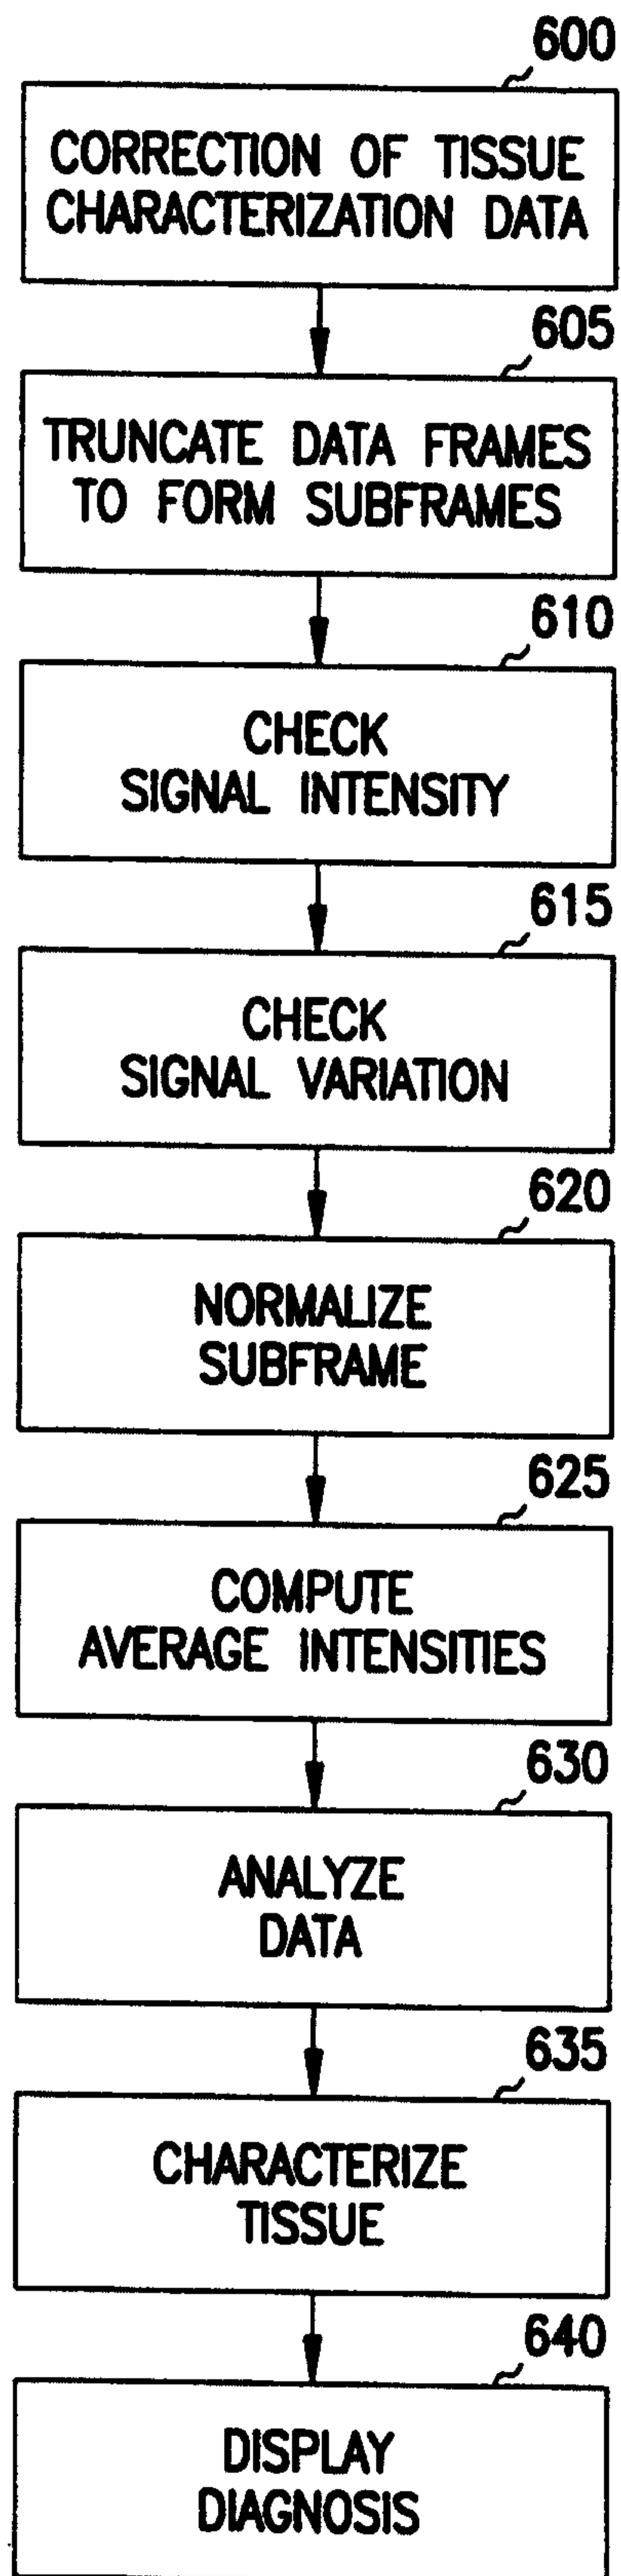 600
CORRECTION OF TISSUE
CHARACTERIZATION DATA
605
TRUNCATE DATA FRAMES
TO FORM SUBFRAMES
610
CHECK
SIGNAL INTENSITY
615
CHECK
SIGNAL VARIATION
620
NORMALIZE
SUBFRAME
625
COMPUTE
AVERAGE INTENSITIES
630
ANALYZE
DATA
635
CHARACTERIZE
TISSUE
640
DISPLAY
DIAGNOSIS